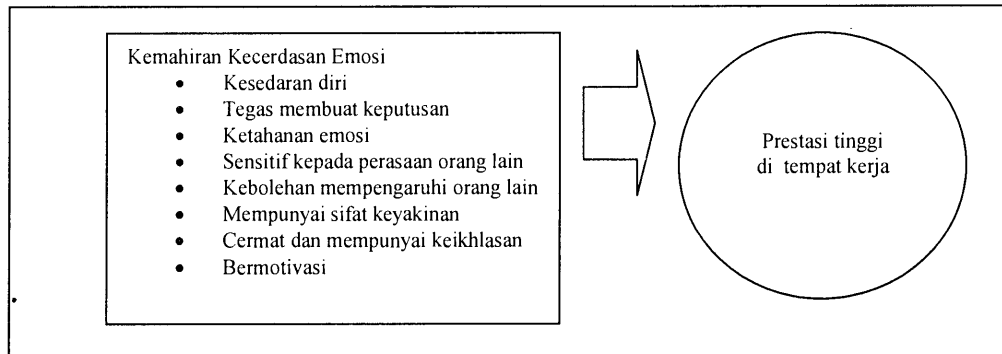 Kemahiran Kecerdasan Emosi
• Kesedaran diri
• Tegas membuat keputusan
• Ketahanan emosi
• Sensitif kepada perasaan orang lain
• Kebolehan mempengaruhi orang lain
• Mempunyai sifat keyakinan
• Cermat dan mempunyai keikhlasan
• Bermotivasi
Prestasi tinggi
di tempat kerja